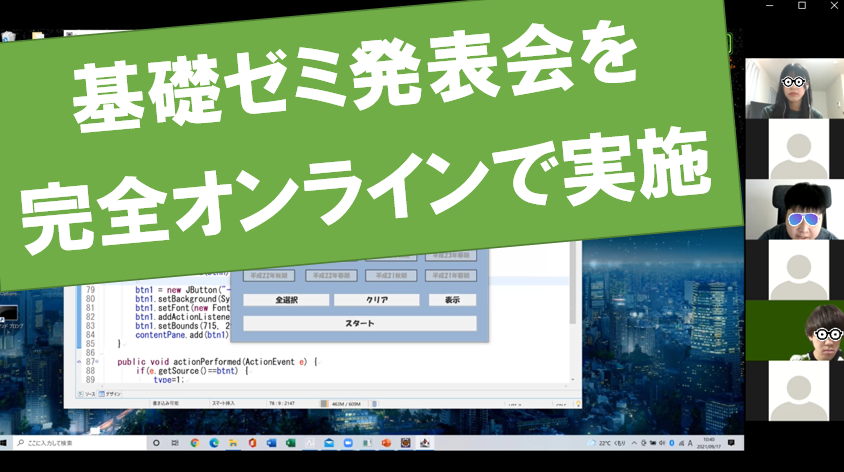 基礎ゼミ発表会を
完全オンラインで実施
平成22年秋期
平成22年春期
平成21秋期
平成21年春期
全選択
クリア
表示
スタート
79
80 btn1 = new JButton("
81 btn1.setBackground(Sy
82 btn1.setFont(new Font
83 btn1.addActionListene
84 btn1.setBounds(715, 2
85 contentPane.add(btn1)
86 }
87 public void actionPerformed(ActionEvent e) {
88 if(e.getSource()==btnt) {
89 type=1;
ソース
デザイン
書き込み可能
スマート挿入
78 : 9 : 2147
462M / 609M
ここに入力して検索
22℃ くもり
A
10:40
2021/09/17